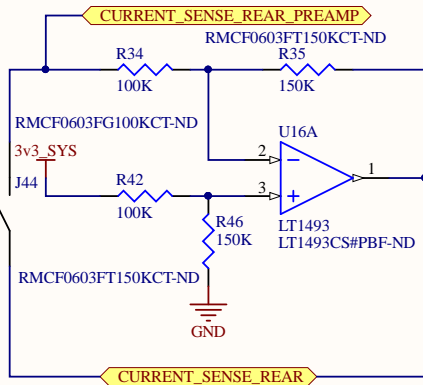 CURRENT_SENSE_REAR_PREAMP
RMCF0603FT150KCT-ND
R34
R35
100K
150K
RMCF0603FG100KCT-ND
U16A
3v3_SYS
2
1
J44
R42
3
100K
R46
150K
LT1493
LT1493CS#PBF-ND
RMCF0603FT150KCT-ND
GND
CURRENT_SENSE_REAR